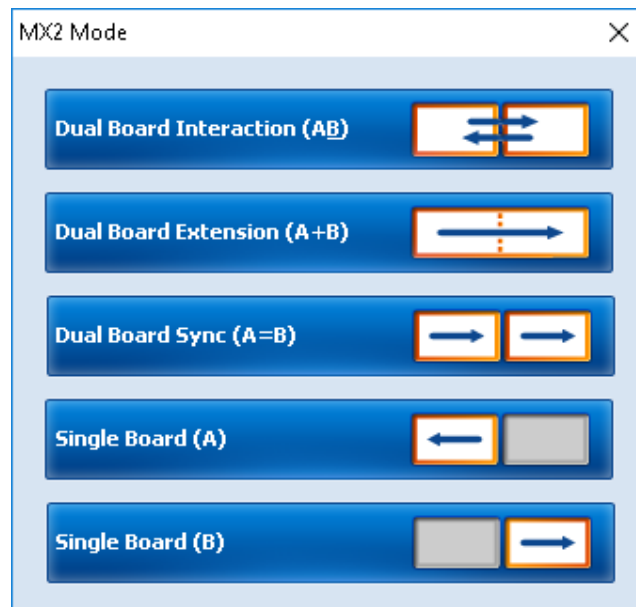 MX2 Mode
Dual Board Interaction (AB)
Dual Board Extension (A+B)
Dual Board Sync (A=B)
Single Board (A)
Single Board (B)